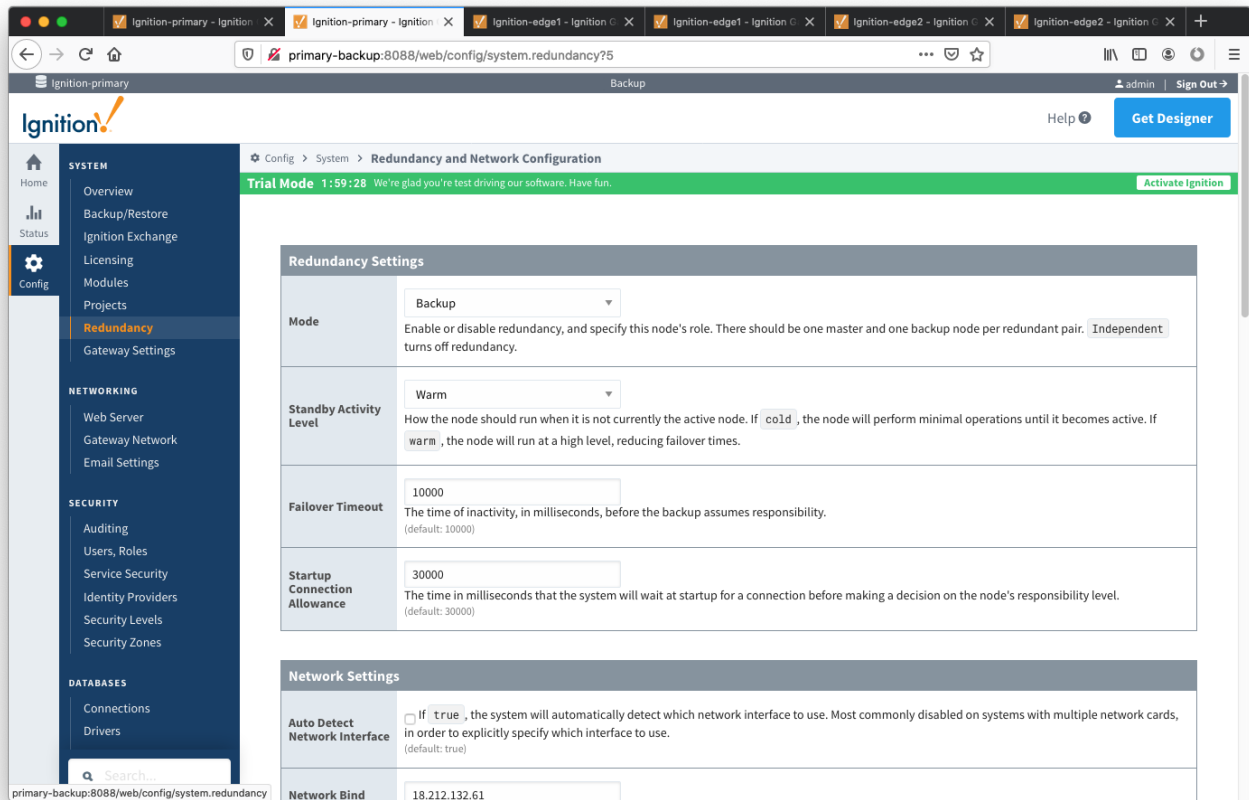 Ignition-primary - Ignition
Ignition-primary - Ignition
Ignition-edge1 - Ignition G
Ignition-edge1 - Ignition G
Ignition-edge2 - Ignition G
Ignition-edge2 - Ignition G
primary-backup:8088/web/config/system.redundancy?5
Ignition-primary
Backup
admin | Sign Out
Ignition!
Help
Get Designer
Home
Status
Config
SYSTEM
Overview
Backup/Restore
Ignition Exchange
Licensing
Modules
Projects
Redundancy
Gateway Settings
NETWORKING
Web Server
Gateway Network
Email Settings
SECURITY
Auditing
Users, Roles
Service Security
Identity Providers
Security Levels
Security Zones
DATABASES
Connections
Drivers
Search...
primary-backup:8088/web/config/system.redundancy
Config > System > Redundancy and Network Configuration
Trial Mode 1:59:28 We're glad you're test driving our software. Have fun.
Activate Ignition
Redundancy Settings
Mode
Backup
Enable or disable redundancy, and specify this node's role. There should be one master and one backup node per redundant pair. Independent
turns off redundancy.
Standby Activity
Level
Warm
How the node should run when it is not currently the active node. If cold , the node will perform minimal operations until it becomes active. If
warm , the node will run at a high level, reducing failover times.
Failover Timeout
10000
The time of inactivity, in milliseconds, before the backup assumes responsibility.
(default: 10000)
Startup
Connection
Allowance
30000
The time in milliseconds that the system will wait at startup for a connection before making a decision on the node's responsibility level.
(default: 30000)
Network Settings
Auto Detect
Network Interface
If true , the system will automatically detect which network interface to use. Most commonly disabled on systems with multiple network cards,
in order to explicitly specify which interface to use.
(default: true)
Network Bind
18.212.132.61